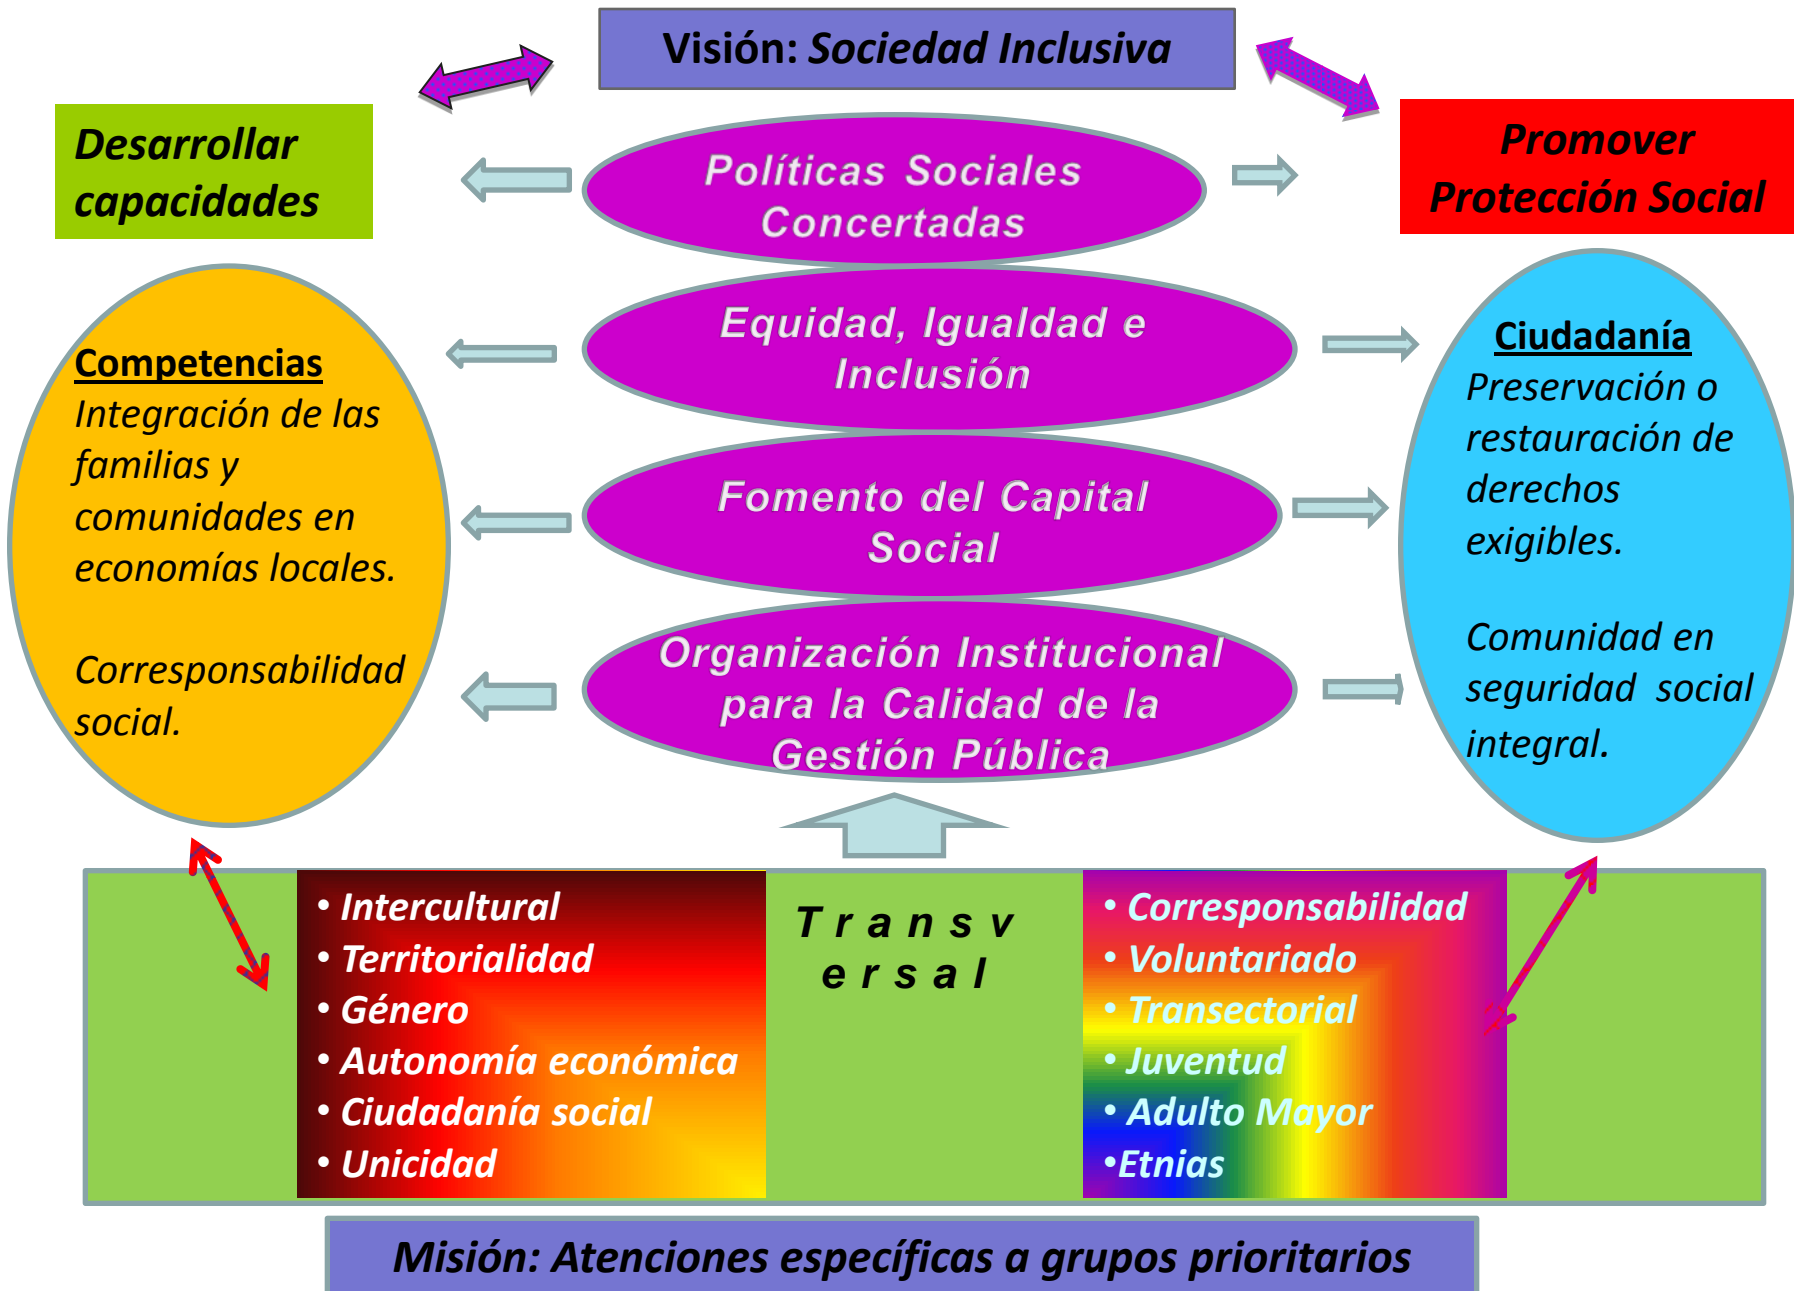 Visión: Sociedad Inclusiva
Desarrollar
capacidades
Promover
Protección Social
Políticas Sociales
Concertadas
Equidad, Igualdad e
Inclusión
Fomento del Capital
Social
Organización Institucional
para la Calidad de la
Gestión Pública
Competencias
Integración de las
familias y
comunidades en
economías locales.
Corresponsabilidad
social.
Ciudadanía
Preservación o
restauración de
derechos
exigibles.
Comunidad en
seguridad social
integral.
• Intercultural
• Territorialidad
• Género
• Autonomía económica
• Ciudadanía social
• Unicidad
Transv
ersal
• Corresponsabilidad
• Voluntariado
• Transectorial
• Juventud
• Adulto Mayor
•Etnias
Misión: Atenciones específicas a grupos prioritarios